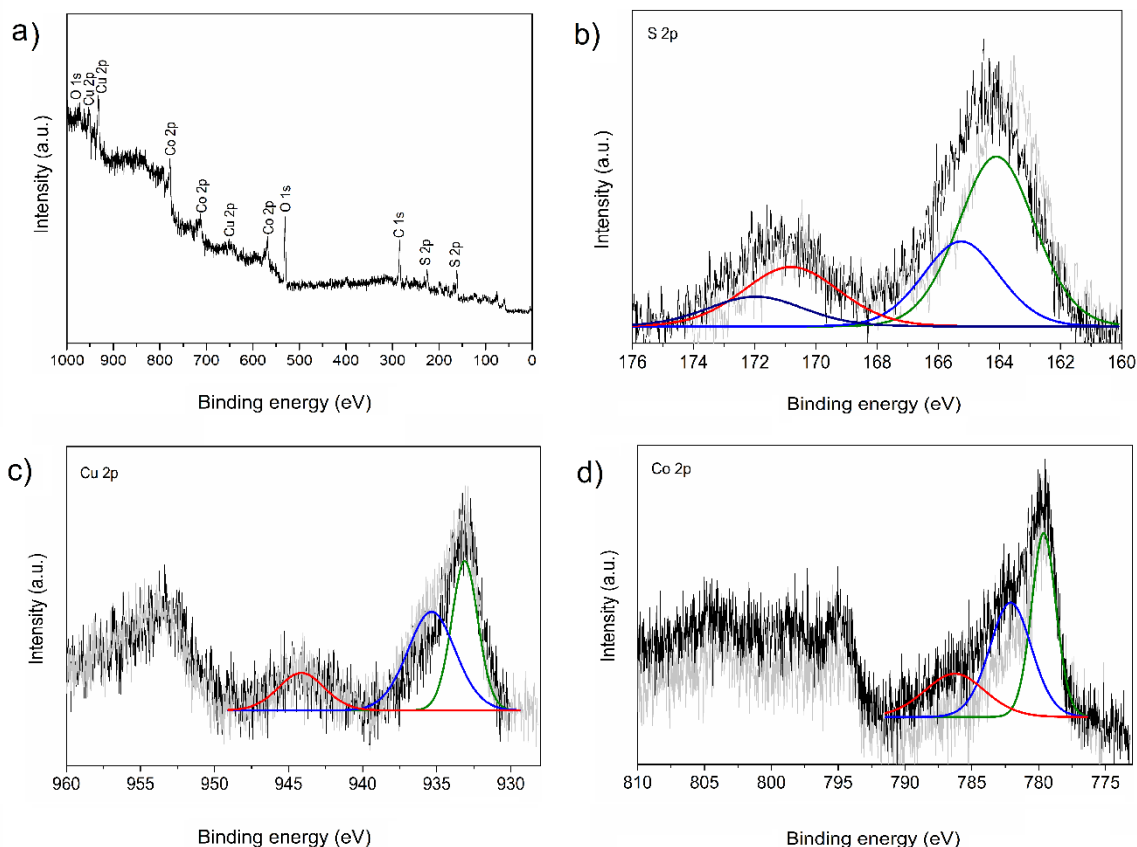 a)
O 1s
Cu 2p
Cu 2p
Co 2p
Co 2p
Cu 2p
Co 2p
O 1s
C 1s
S 2p
S 2p
Intensity (a.u.)
1000 900 800 700 600 500 400 300 200 100 0
Binding energy (eV)
b)
S 2p
Intensity (a.u.)
176 174 172 170 168 166 164 162 160
Binding energy (eV)
c)
Cu 2p
Intensity (a.u.)
960 955 950 945 940 935 930
Binding energy (eV)
d)
Co 2p
Intensity (a.u.)
810 805 800 795 790 785 780 775
Binding energy (eV)